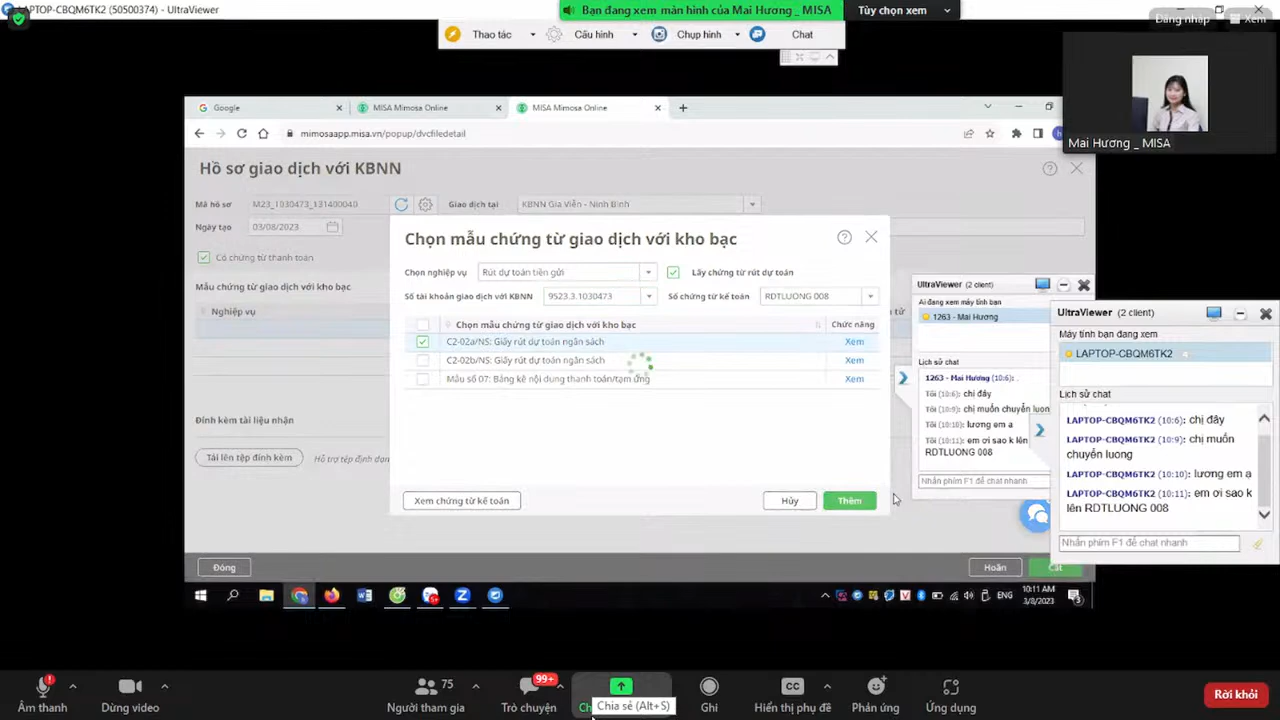 LAPTOP-CBQM6TK2 (50500374) - UltraViewer
Bạn đang xem màn hình của Mai Hương _ MISA
Tùy chọn xem
Đăng nhập
Xem
Thao tác
Cấu hình
Chụp hình
Chat
Mai Hương _ MISA
Google
MISA Mimosa Online
MISA Mimosa Online
mimosaapp.misa.vn/popup/dvcfiledetail
Hồ sơ giao dịch với KBNN
Mã hồ sơ
M23_1030473_131400040
Giao dịch tại
KBNN Gia Viễn - Ninh Bình
Ngày tạo
03/08/2023
Có chứng từ thanh toán
Mẫu chứng từ giao dịch với kho bạc
Nghiệp vụ
từ
Đính kèm tài liệu nhận
Tải lên tệp đính kèm
Hỗ trợ tệp định dạng
Chọn mẫu chứng từ giao dịch với kho bạc
Chọn nghiệp vụ
Rút dự toán tiền gửi
Lấy chứng từ rút dự toán
Số tài khoản giao dịch với KBNN
9523.3.1030473
Số chứng từ kế toán
RDTLUONG 008
Chọn mẫu chứng từ giao dịch với kho bạc
Chức năng
C2-02a/NS: Giấy rút dự toán ngân sách
Xem
C2-02b/NS: Giấy rút dự toán ngân sách
Xem
Mẫu số 07: Bảng kê nội dung thanh toán/tạm ứng
Xem
Xem chứng từ kế toán
Hủy
Thêm
Đóng
Hoãn
Cất
UltraViewer (2 client)
Ai đang xem máy tính bạn
1263 - Mai Hương
Lịch sử chat
1263 - Mai Hương (10:6): .
Tôi (10:6): chị đây
Tôi (10:9): chị muốn chuyển luon
Tôi (10:10): lương em a
Tôi (10:11): em ơi sao k lên
RDTLUONG 008
Nhấn phím F1 để chat nhanh
UltraViewer (2 client)
Máy tính bạn đang xem
LAPTOP-CBQM6TK2
Lịch sử chat
LAPTOP-CBQM6TK2 (10:6): chị đây
LAPTOP-CBQM6TK2 (10:9): chị muốn
chuyển luong
LAPTOP-CBQM6TK2 (10:10): lương em a
LAPTOP-CBQM6TK2 (10:11): em ơi sao k
lên RDTLUONG 008
Nhấn phím F1 để chat nhanh
ENG
10:11 AM
3/8/2023
3
Âm thanh
Dừng video
75
Người tham gia
99+
Trò chuyện
Chia sẻ (Alt+S)
Ghi
CC
Hiển thị phụ đề
Phản ứng
Ứng dụng
Rời khỏi